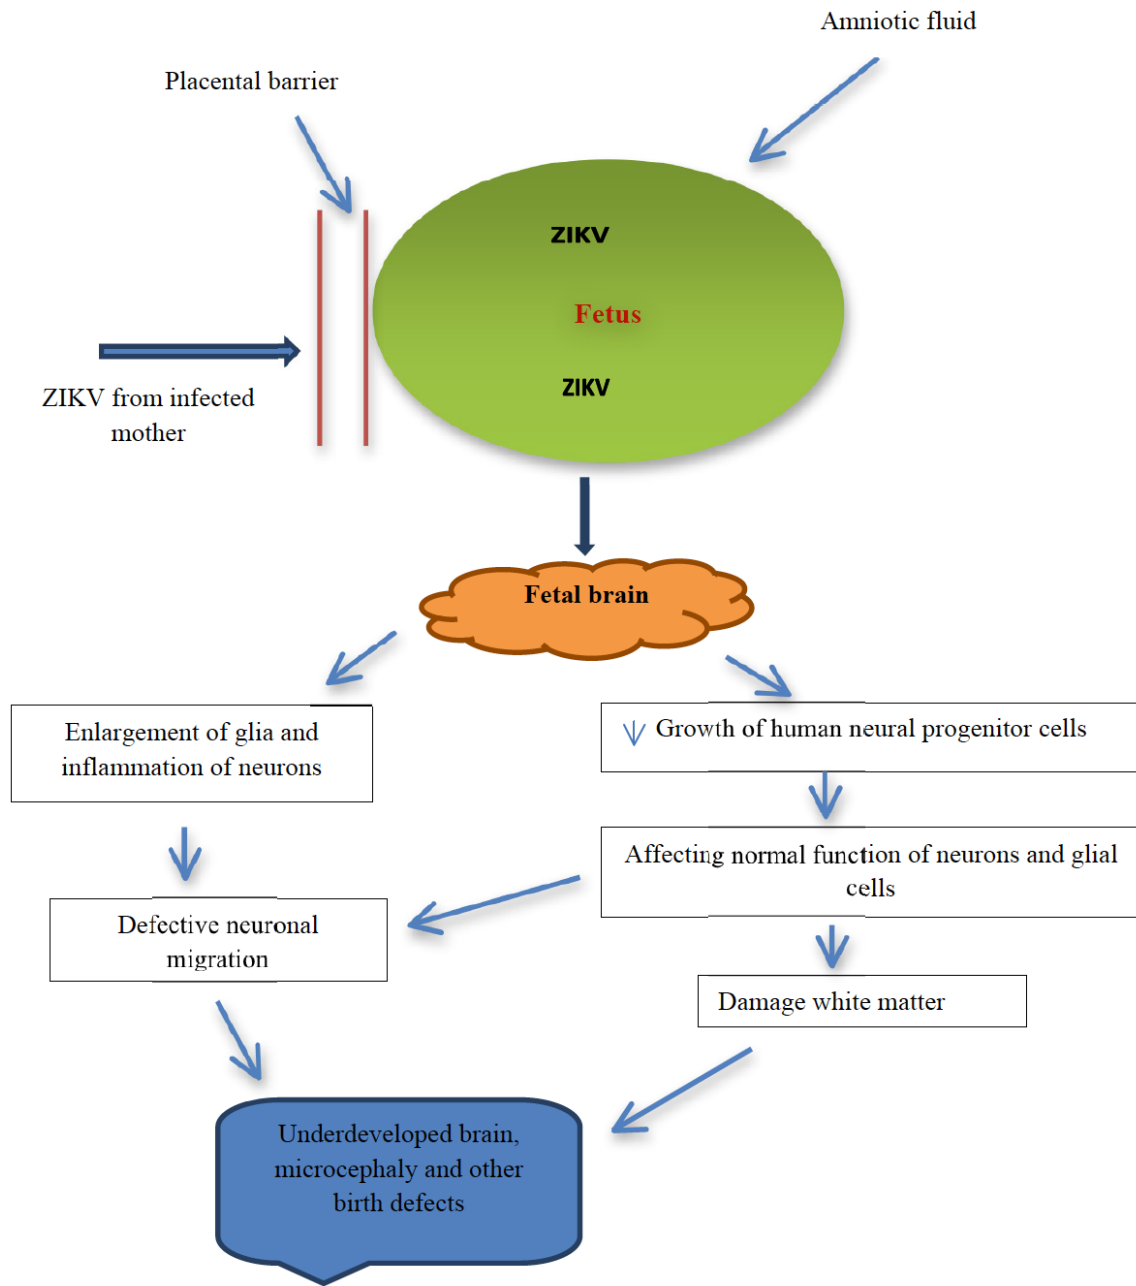 Amniotic fluid
Placental barrier
ZIKV
Fetus
ZIKV
ZIKV from infected
mother
Fetal brain
Enlargement of glia and
inflammation of neurons
Growth of human neural progenitor cells
Affecting normal function of neurons and glial
cells
Defective neuronal
migration
Damage white matter
Underdeveloped brain,
microcephaly and other
birth defects